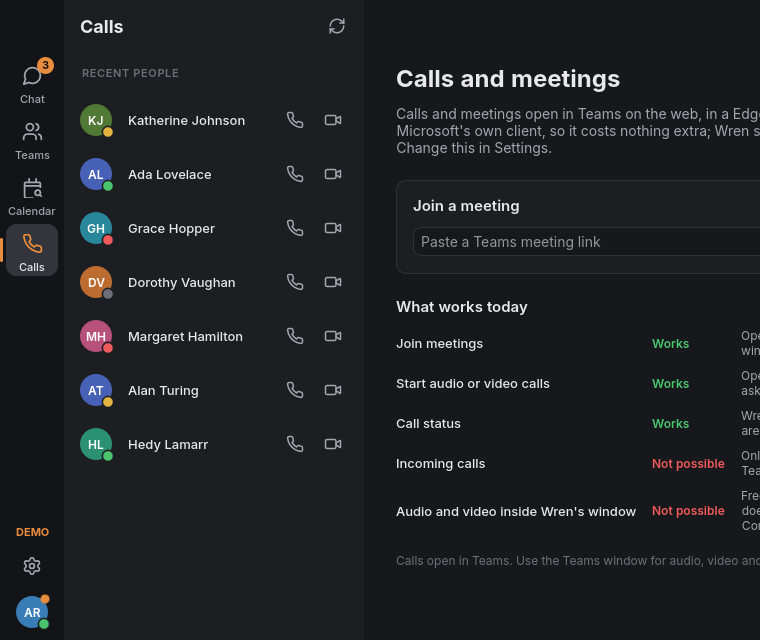 Calls
3
Chat
Teams
Calendar
Calls
DEMO
AR
RECENT PEOPLE
KJ Katherine Johnson
AL Ada Lovelace
GH Grace Hopper
DV Dorothy Vaughan
MH Margaret Hamilton
AT Alan Turing
HL Hedy Lamarr
Calls and meetings
Calls and meetings open in Teams on the web, in a Edg
Microsoft's own client, so it costs nothing extra; Wren s
Change this in Settings.
Join a meeting
Paste a Teams meeting link
What works today
Join meetings Works Ope
win
Start audio or video calls Works Ope
ask
Call status Works Wre
are
Incoming calls Not possible Onl
Tea
Audio and video inside Wren's window Not possible Fre
doe
Cor
Calls open in Teams. Use the Teams window for audio, video and